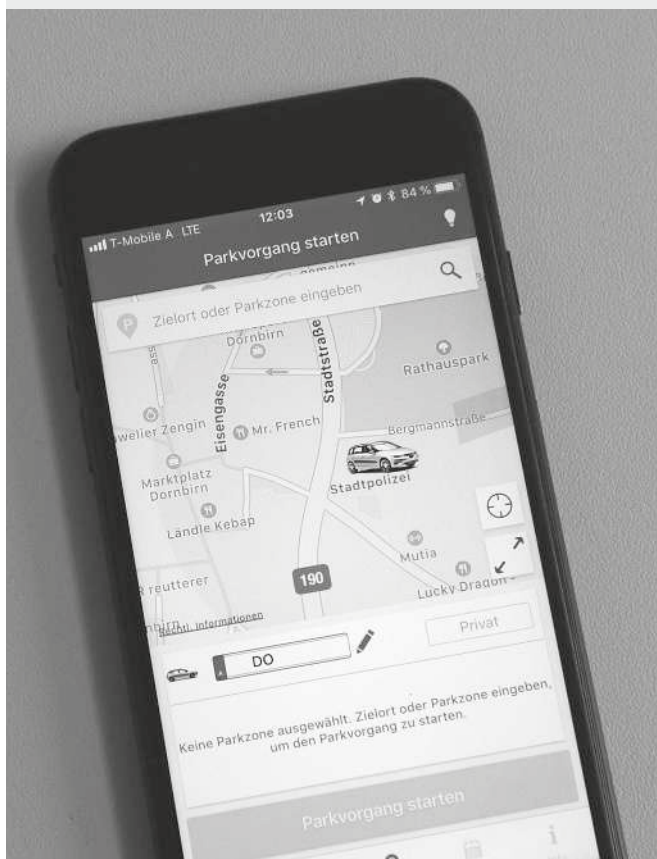 T-Mobile A LTE 12:03 84 %
Parkvorgang starten
Zielort oder Parkzone eingeben
Dornbirn
Stadtstraße
Rathauspark
Eisengasse
welier Zengin
Mr. French
Bergmannstraße
Marktplatz
Dornbirn
Stadtpolizei
Ländle Kebap
Mutia
reutterer
190
Lucky Dragon
Rechtl. Informationen
DO
Privat
Keine Parkzone ausgewählt. Zielort oder Parkzone eingeben,
um den Parkvorgang zu starten.
Parkvorgang starten